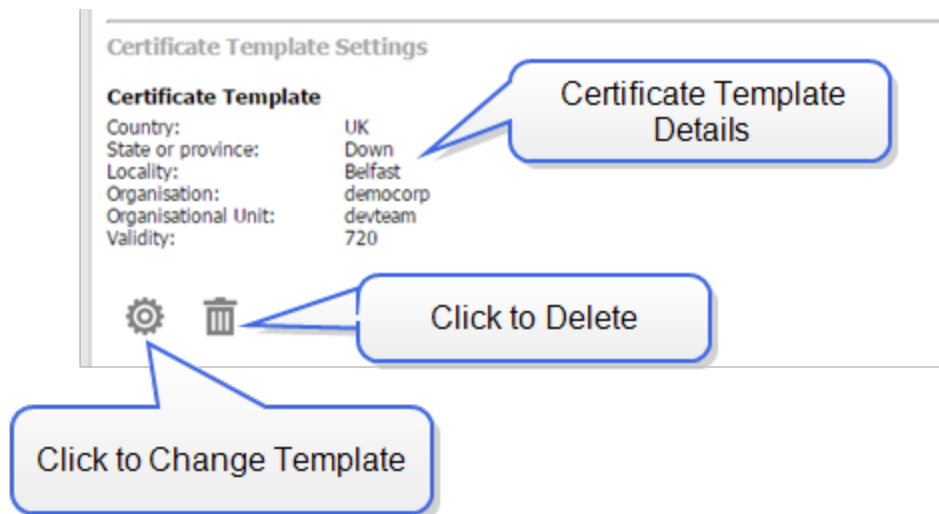 Certificate Template Settings
Certificate Template
Country: UK
State or province: Down
Locality: Belfast
Organisation: democorp
Organisational Unit: devteam
Validity: 720
Certificate Template
Details
Click to Delete
Click to Change Template